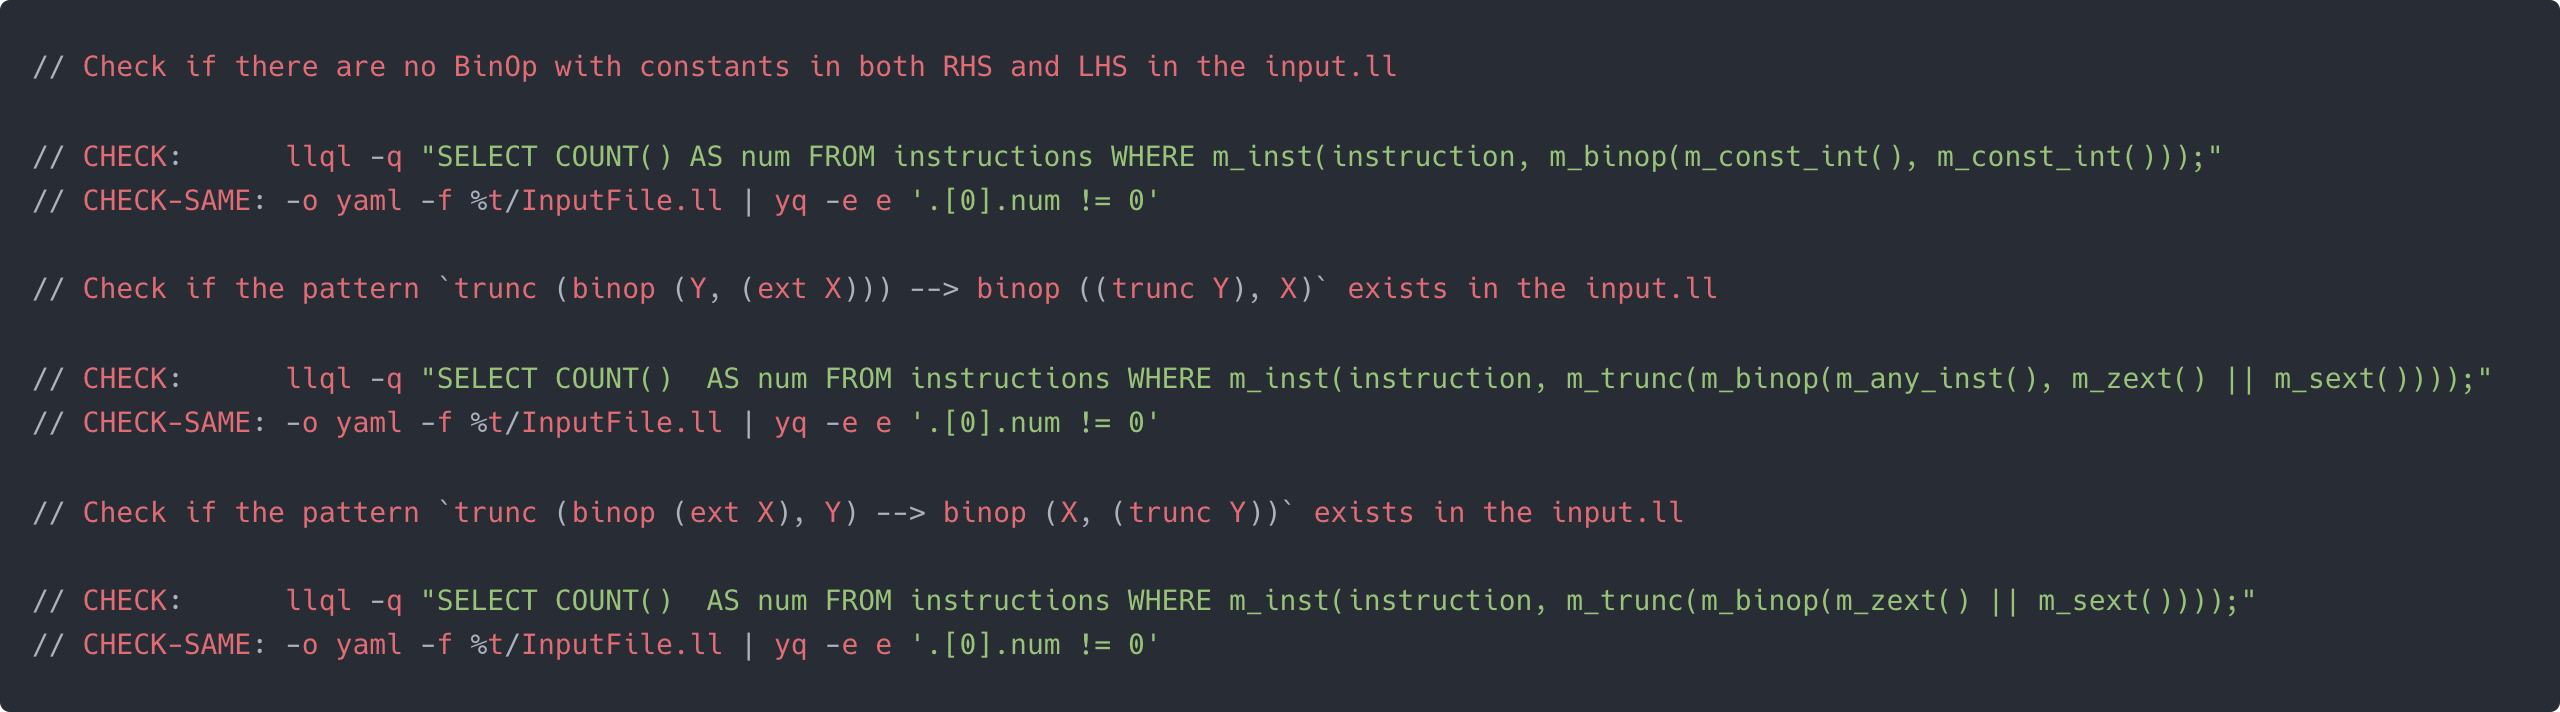 // Check if there are no BinOp with constants in both RHS and LHS in the input.ll
// CHECK:      llql -q "SELECT COUNT() AS num FROM instructions WHERE m_inst(instruction, m_binop(m_const_int(), m_const_int()));"
// CHECK-SAME: -o yaml -f %t/InputFile.ll | yq -e e '.[0].num != 0'
// Check if the pattern `trunc (binop (Y, (ext X))) --> binop ((trunc Y), X)` exists in the input.ll
// CHECK:      llql -q "SELECT COUNT()  AS num FROM instructions WHERE m_inst(instruction, m_trunc(m_binop(m_any_inst(), m_zext() || m_sext())));"
// CHECK-SAME: -o yaml -f %t/InputFile.ll | yq -e e '.[0].num != 0'
// Check if the pattern `trunc (binop (ext X), Y) --> binop (X, (trunc Y))` exists in the input.ll
// CHECK:      llql -q "SELECT COUNT()  AS num FROM instructions WHERE m_inst(instruction, m_trunc(m_binop(m_zext() || m_sext())));"
// CHECK-SAME: -o yaml -f %t/InputFile.ll | yq -e e '.[0].num != 0'